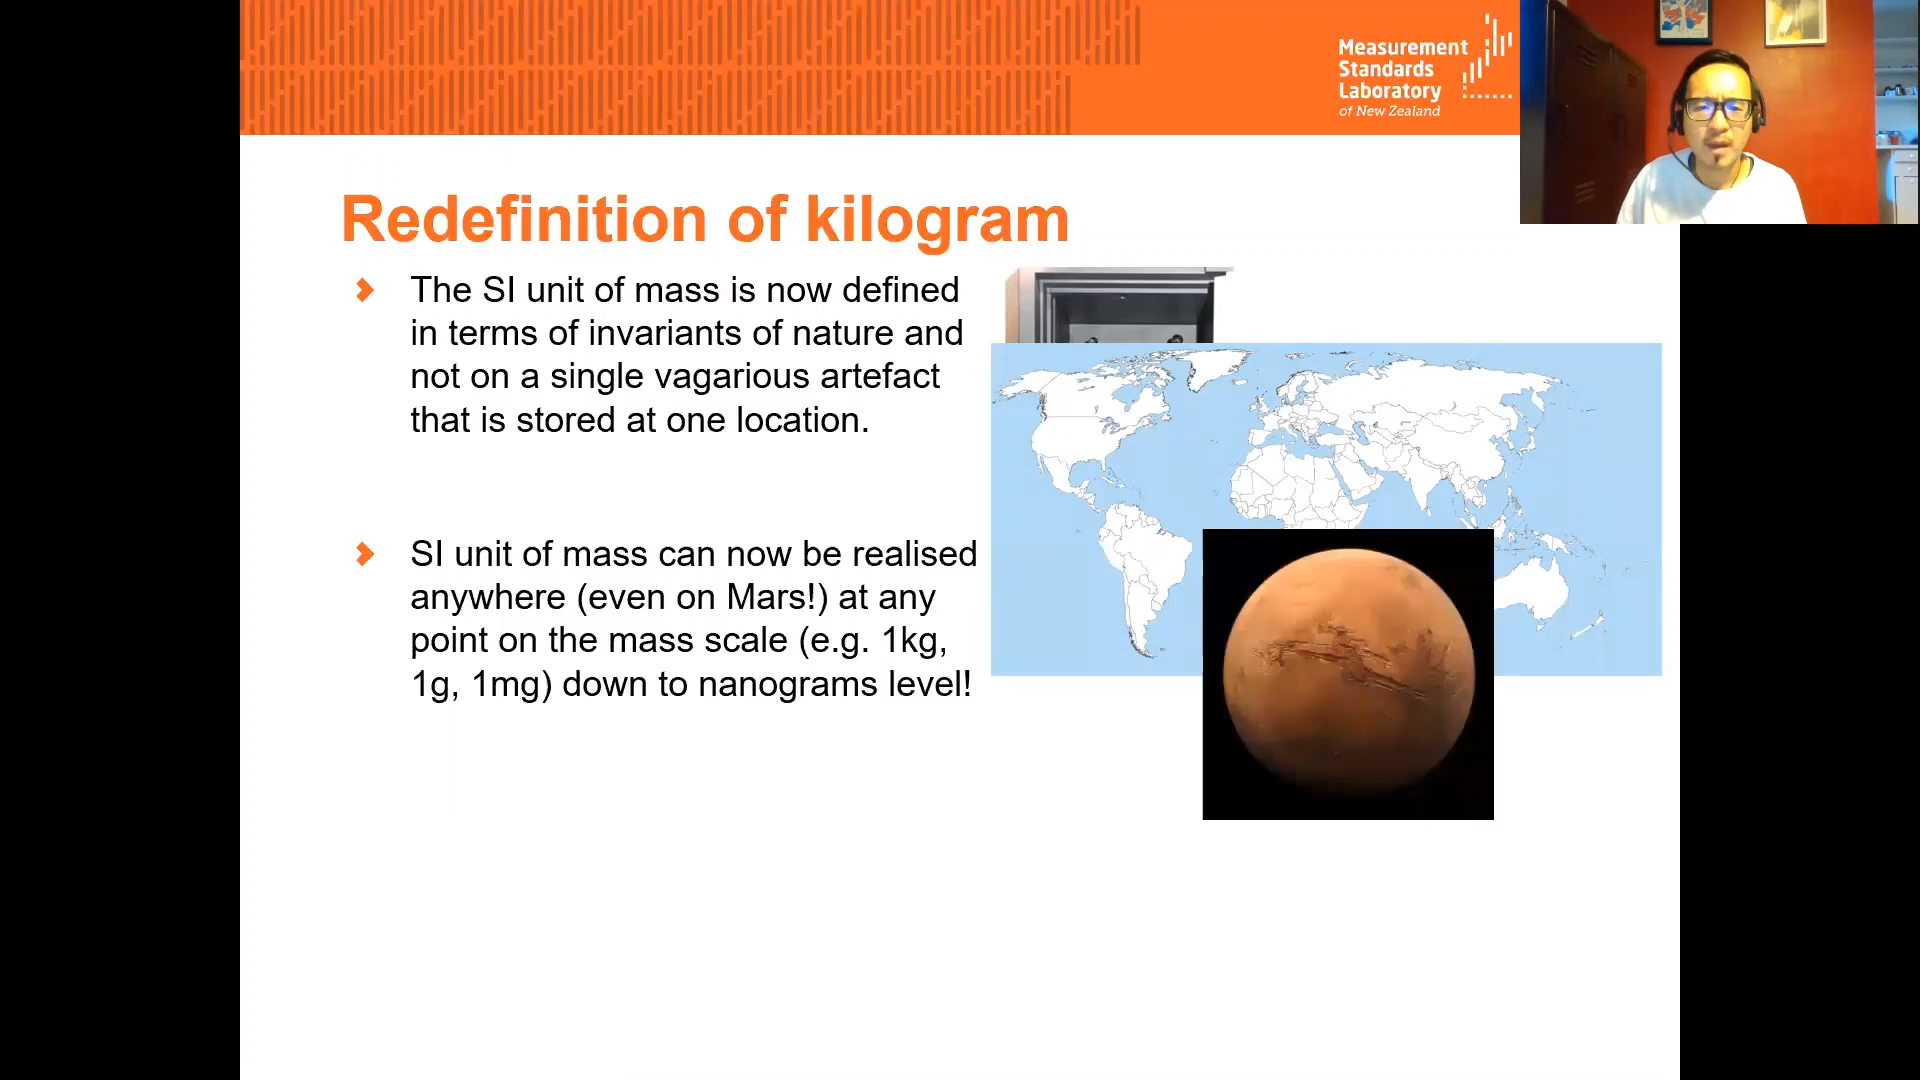 Measurement
Standards
Laboratory
of New Zealand
Redefinition of kilogram
The SI unit of mass is now defined
in terms of invariants of nature and
not on a single vagarious artefact
that is stored at one location.
SI unit of mass can now be realised
anywhere (even on Mars!) at any
point on the mass scale (e.g. 1kg,
1g, 1mg) down to nanograms level!